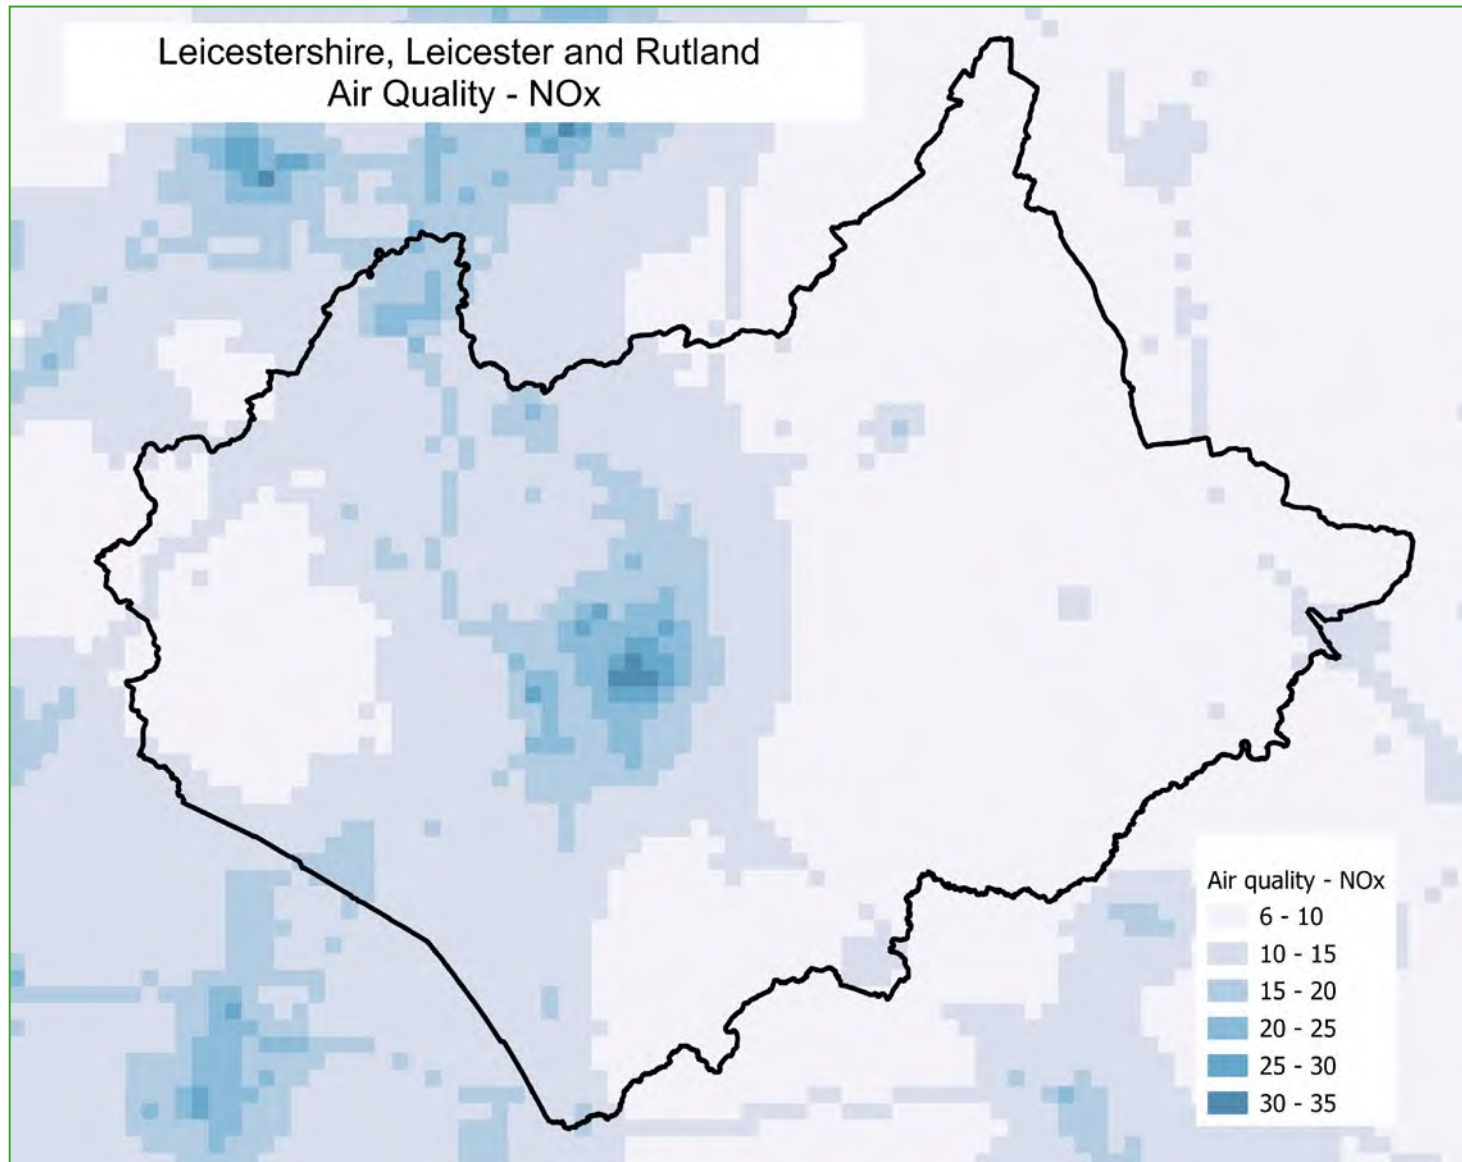 Leicestershire, Leicester and Rutland
Air Quality - NOx
Air quality - NOx
6 - 10
10 - 15
15 - 20
20 - 25
25 - 30
30 - 35